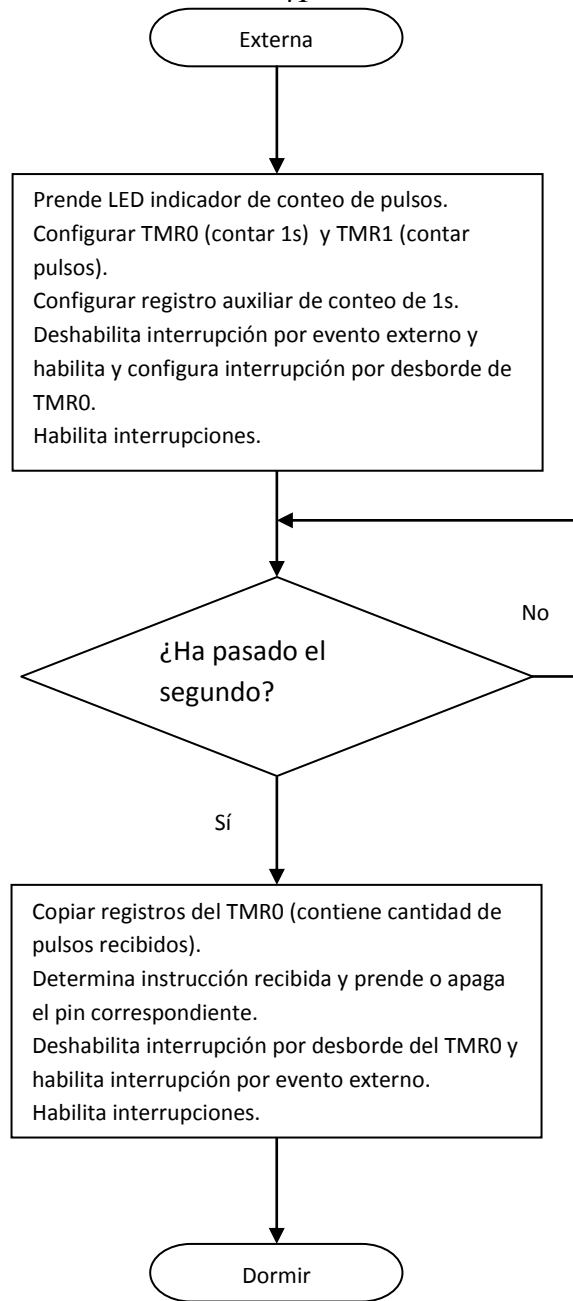 Externa
Prende LED indicador de conteo de pulsos.
Configurar TMR0 (contar 1s) y TMR1 (contar
pulsos).
Configurar registro auxiliar de conteo de 1s.
Deshabilita interrupción por evento externo y
habilita y configura interrupción por desborde de
TMR0.
Habilita interrupciones.
No
¿Ha pasado el
segundo?
Sí
Copiar registros del TMR0 (contiene cantidad de
pulsos recibidos).
Determina instrucción recibida y prende o apaga
el pin correspondiente.
Deshabilita interrupción por desborde del TMR0 y
habilita interrupción por evento externo.
Habilita interrupciones.
Dormir